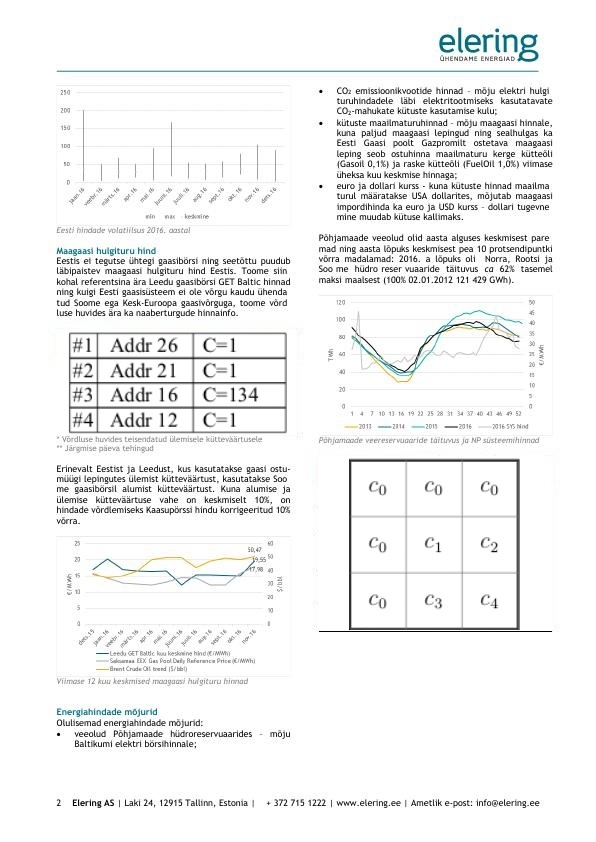 elering
ÜHENDAME ENERGIAD
250
200
150
100
50
0
jaan.16 veebr.16 märts.16 apr.16 mai.16 juuni.16 juuli.16 aug.16 sept.16 okt.16 nov.16 dets.16
min max keskmine
Eesti hindade volatiilsus 2016. aastal
Maagaasi hulgituru hind
Eestis ei tegutse ühtegi gaasibörsi ning seetõttu puudub
läbipaistev maagaasi hulgituru hind Eestis. Toome siin
kohal referentsina ära Leedu gaasibörsi GET Baltic hinnad
ning kuigi Eesti gaasisüsteem ei ole võrgu kaudu ühenda
tud Soome ega Kesk-Euroopa gaasivõrguga, toome võrd
luse huvides ära ka naaberturgude hinnainfo.
#1 Addr 26 C=1
#2 Addr 21 C=1
#3 Addr 16 C=134
#4 Addr 12 C=1
* Võrdluse huvides teisendatud ülemisele kütteväärtusele
** Järgmise päeva tehingud
Erinevalt Eestist ja Leedust, kus kasutatakse gaasi ostu-
müügi lepingutes ülemist kütteväärtust, kasutatakse Soo
me gaasibörsil alumist kütteväärtust. Kuna alumise ja
ülemise kütteväärtuse vahe on keskmiselt 10%, on
hindade võrdlemiseks Kaasupörssi hindu korrigeeritud 10%
võrra.
25 60
20 50
15 40
10 30
5 20
0 10
0
€/MWh
$/bbl
50,47
19,55
17,98
dets.15 jaan.16 veebr.16 märts.16 apr.16 mai.16 juuni.16 juuli.16 aug.16 sept.16 okt.16 nov.16
Leedu GET Baltic kuu keskmine hind (€/MWh)
Saksamaa EEX Gas Pool Daily Reference Price (€/MWh)
Brent Crude Oil trend ($/bbl)
Viimase 12 kuu keskmised maagaasi hulgituru hinnad
Energiahindade mõjurid
Olulisemad energiahindade mõjurid:
• veeolud Põhjamaade hüdroreservuaarides – mõju
Baltikumi elektri börsihinnale;
• CO₂ emissioonikvootide hinnad – mõju elektri hulgi
turuhindadele läbi elektritootmiseks kasutatavate
CO₂-mahukate kütuste kasutamise kulu;
• kütuste maailmaturuhinnad – mõju maagaasi hinnale,
kuna paljud maagaasi lepingud ning sealhulgas ka
Eesti Gaasi poolt Gazpromilt ostetava maagaasi
leping seob ostuhinna maailmaturu kerge kütteõli
(Gasoil 0,1%) ja raske kütteõli (FuelOil 1,0%) viimase
üheksa kuu keskmise hinnaga;
• euro ja dollari kurss - kuna kütuste hinnad maailma
turul määratakse USA dollarites, mõjutab maagaasi
impordihinda ka euro ja USD kurss – dollari tugevne
mine muudab kütuse kallimaks.
Põhjamaade veeolud olid aasta alguses keskmisest pare
mad ning aasta lõpuks keskmisest pea 10 protsendipuntki
võrra madalamad: 2016. a lõpuks oli Norra, Rootsi ja
Soo me hüdro reser vuaaride täituvus ca 62% tasemel
maksi maalsest (100% 02.01.2012 121 429 GWh).
120 50
100 45
80 40
60 35
40 30
20 25
0 20
15
10
5
0
TWh
€/MWh
1 4 7 10 13 16 19 22 25 28 31 34 37 40 43 46 49 52
2013 2014 2015 2016 2016 SYS hind
Põhjamaade veereservuaaride täituvus ja NP süsteemihinnad
c₀ c₀ c₀
c₀ c₁ c₂
c₀ c₃ c₄
2 Elering AS | Laki 24, 12915 Tallinn, Estonia | + 372 715 1222 | www.elering.ee | Ametlik e-post: info@elering.ee